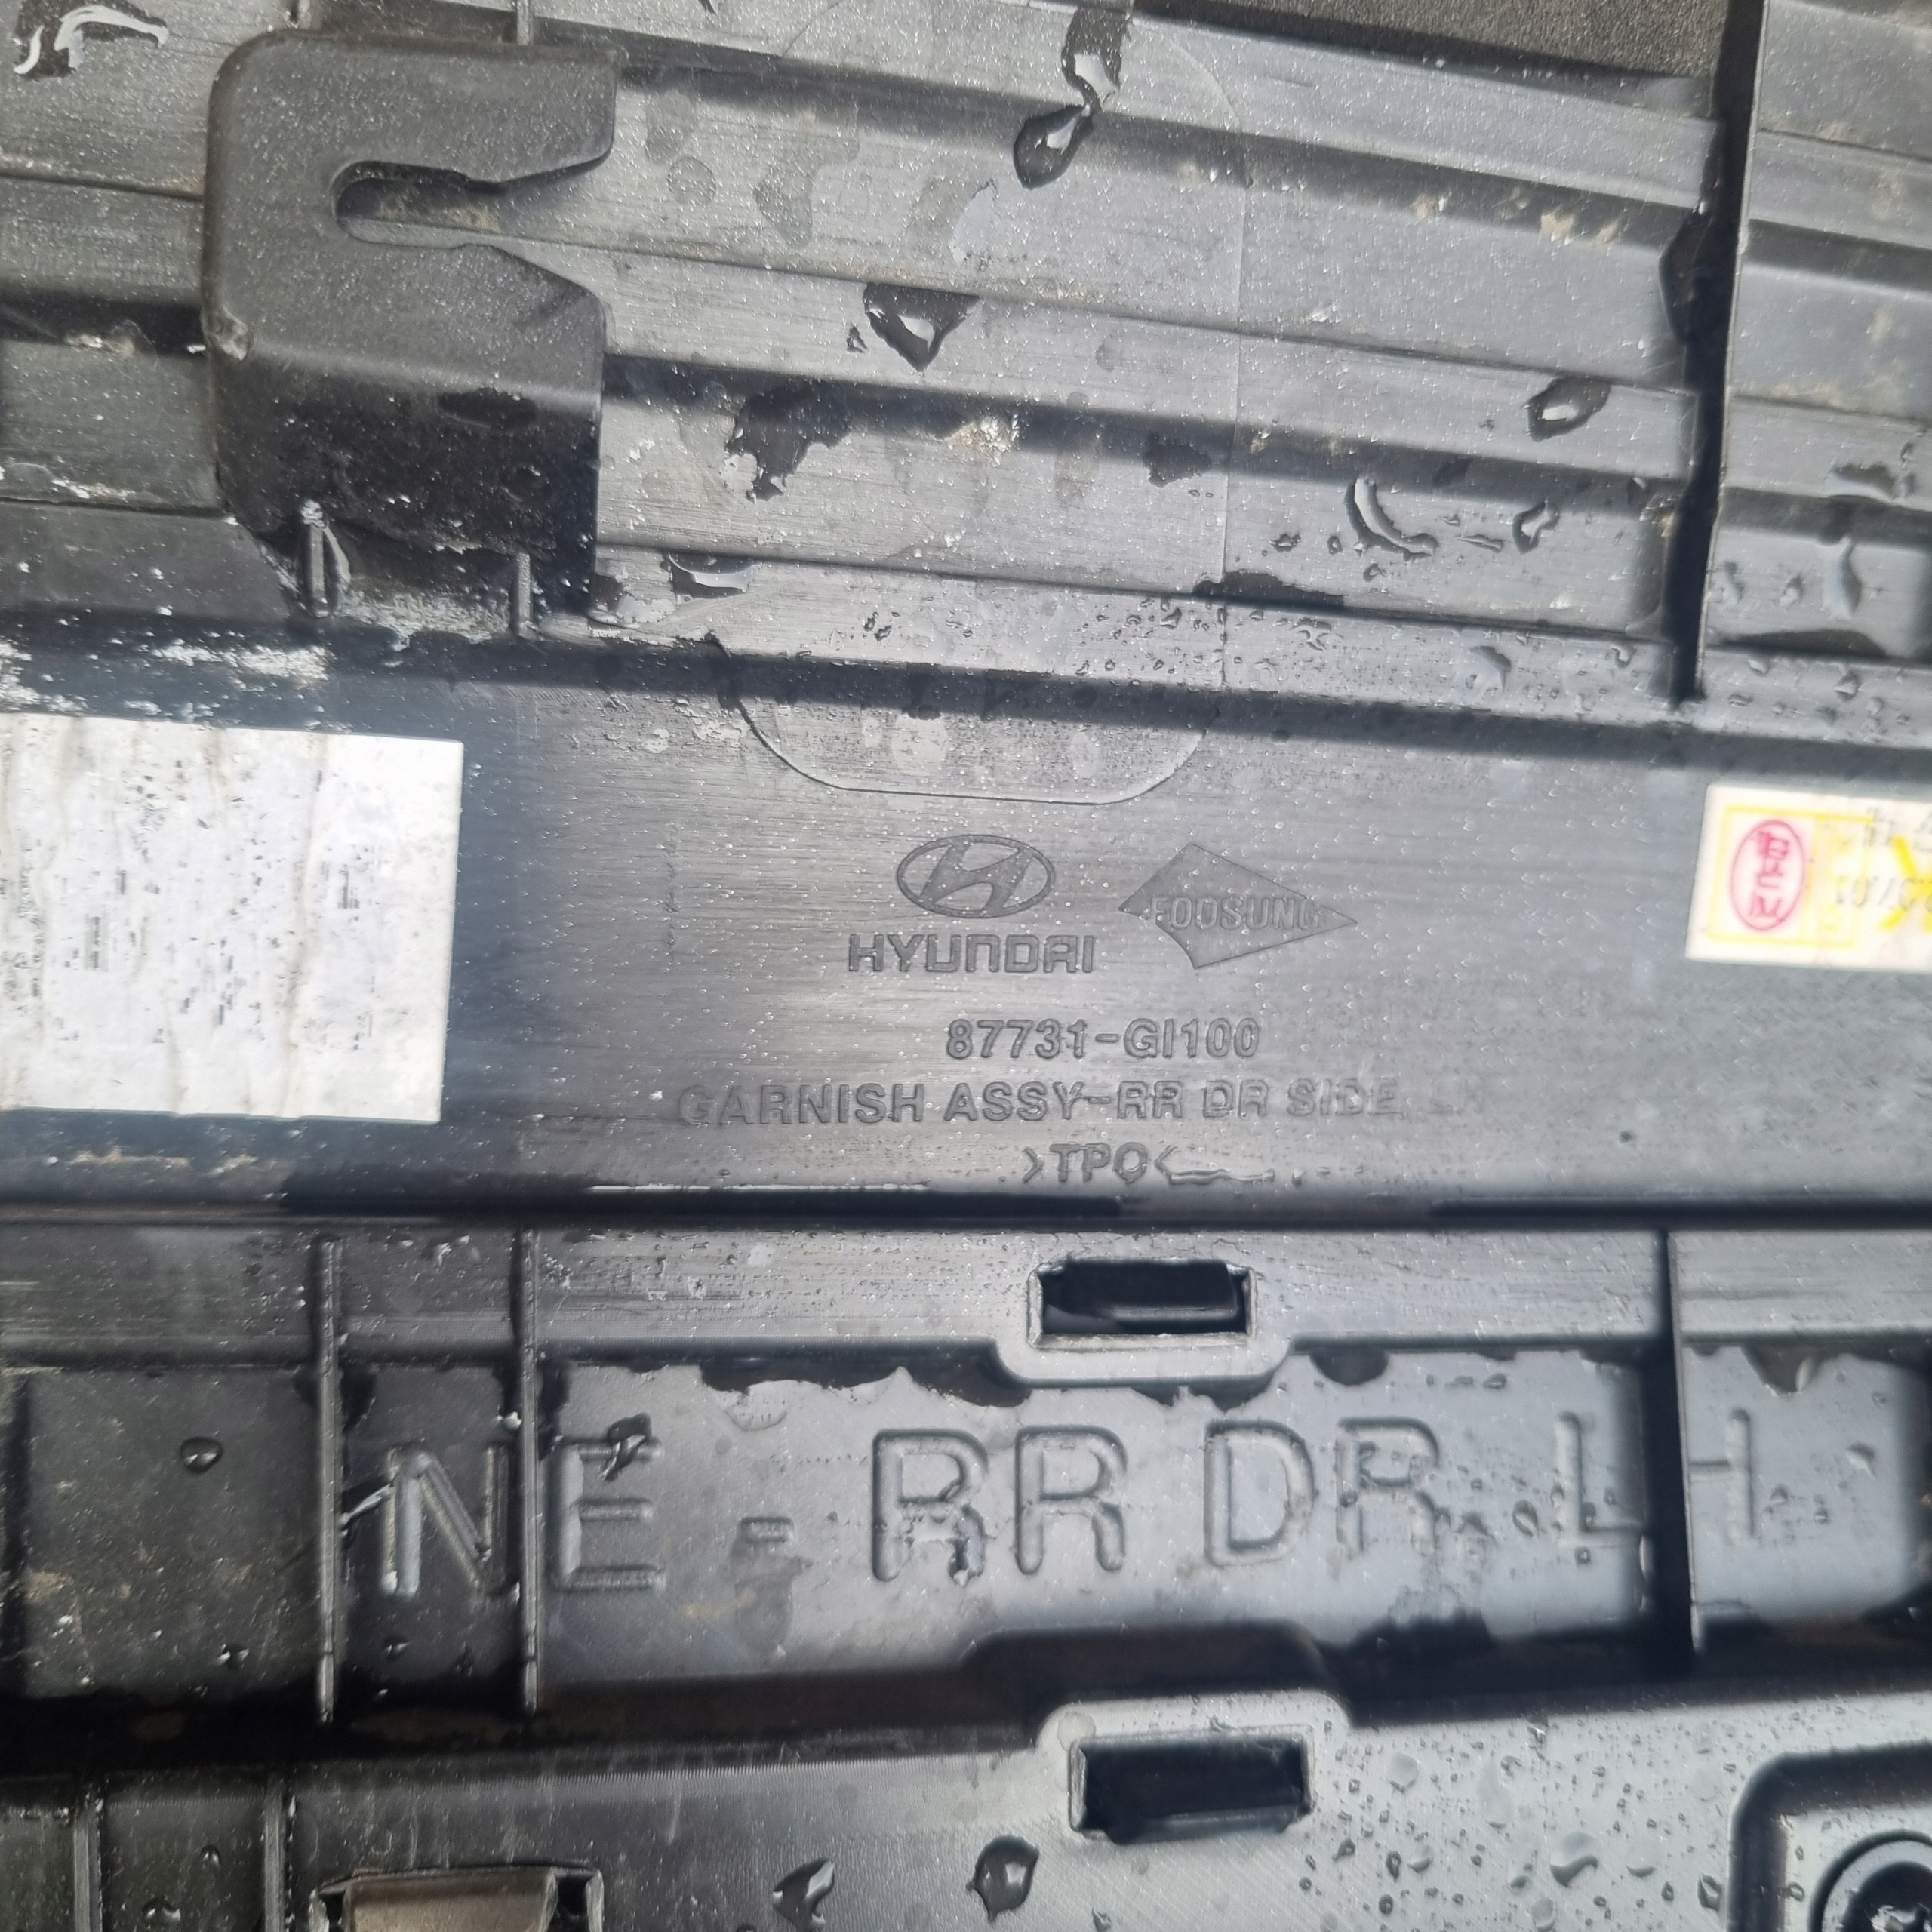 HYUNDAI
FOOSUNG
87731-GI100
GARNISH ASSY-RR DR SIDE
>TPO<
NE - RR DR. LH